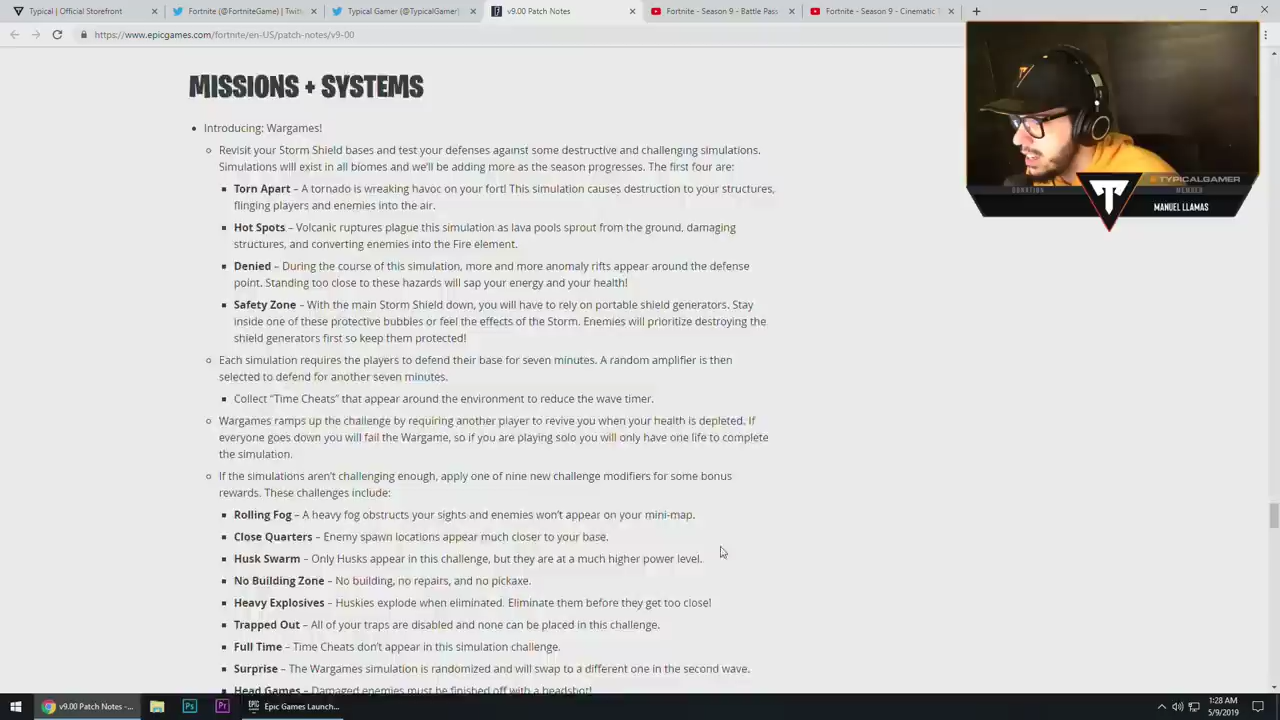 Typical | Official Storefront
Fortnite (@FortniteGame) | Twitt
Typical Gamer (@TypicalGamer)
v9.00 Patch Notes
Fortnite - Season 9 - Battle Pass
Fortnite - Season 9 - Cinematic T
https://www.epicgames.com/fortnite/en-US/patch-notes/v9-00
MISSIONS + SYSTEMS
Introducing: Wargames!
Revisit your Storm Shield bases and test your defenses against some destructive and challenging simulations.
Simulations will exist in all biomes and we'll be adding more as the season progresses. The first four are:
Torn Apart – A tornado is wreaking havoc on your fort! This simulation causes destruction to your structures,
flinging players and enemies into the air.
Hot Spots – Volcanic ruptures plague this simulation as lava pools sprout from the ground, damaging
structures, and converting enemies into the Fire element.
Denied – During the course of this simulation, more and more anomaly rifts appear around the defense
point. Standing too close to these hazards will sap your energy and your health!
Safety Zone – With the main Storm Shield down, you will have to rely on portable shield generators. Stay
inside one of these protective bubbles or feel the effects of the Storm. Enemies will prioritize destroying the
shield generators first so keep them protected!
Each simulation requires the players to defend their base for seven minutes. A random amplifier is then
selected to defend for another seven minutes.
Collect “Time Cheats” that appear around the environment to reduce the wave timer.
Wargames ramps up the challenge by requiring another player to revive you when your health is depleted. If
everyone goes down you will fail the Wargame, so if you are playing solo you will only have one life to complete
the simulation.
If the simulations aren't challenging enough, apply one of nine new challenge modifiers for some bonus
rewards. These challenges include:
Rolling Fog – A heavy fog obstructs your sights and enemies won't appear on your mini-map.
Close Quarters – Enemy spawn locations appear much closer to your base.
Husk Swarm – Only Husks appear in this challenge, but they are at a much higher power level.
No Building Zone – No building, no repairs, and no pickaxe.
Heavy Explosives – Huskies explode when eliminated. Eliminate them before they get too close!
Trapped Out – All of your traps are disabled and none can be placed in this challenge.
Full Time – Time Cheats don't appear in this simulation challenge.
Surprise – The Wargames simulation is randomized and will swap to a different one in the second wave.
Head Games – Damaged enemies must be finished off with a headshot!
TYPICALGAMER
DONATION
MEMBER
MANUEL LLAMAS
v9.00 Patch Notes -...
Ps
Pr
Epic Games Launch...
1:28 AM
5/9/2019